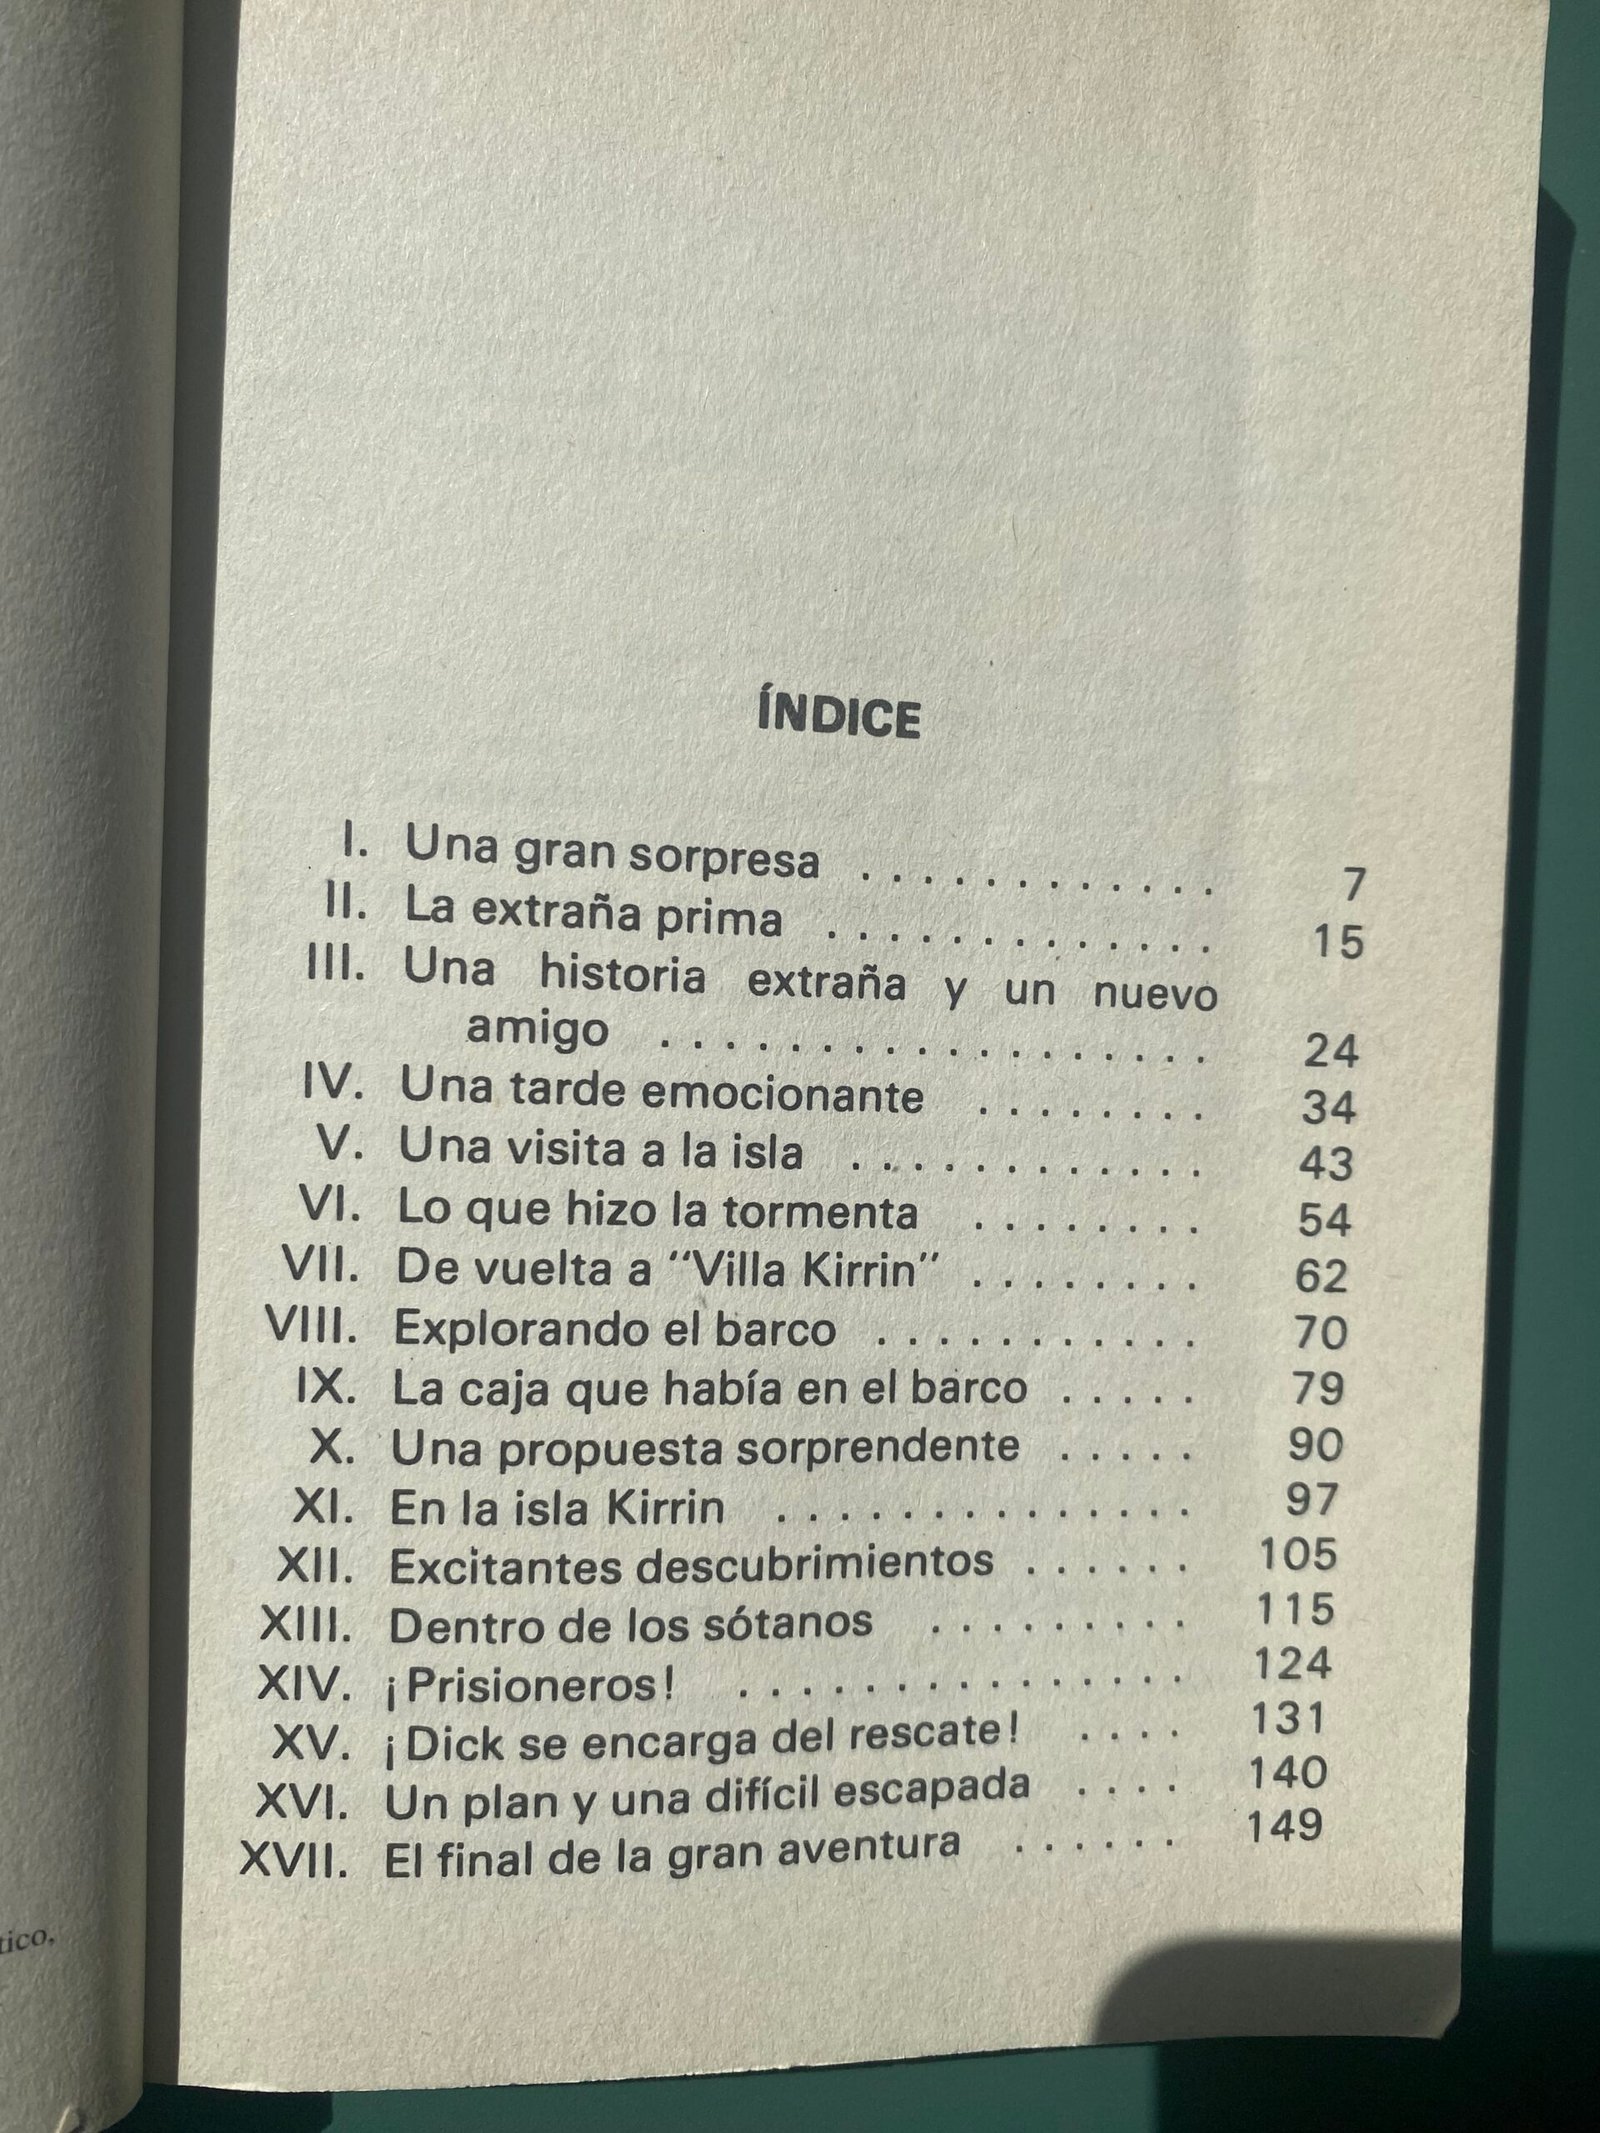 ÍNDICE
I. Una gran sorpresa . . . . . . . . . . . . 7
II. La extraña prima . . . . . . . . . . . . . 15
III. Una historia extraña y un nuevo
amigo . . . . . . . . . . . . . . . . . . 24
IV. Una tarde emocionante . . . . . . . . 34
V. Una visita a la isla . . . . . . . . . . . . 43
VI. Lo que hizo la tormenta . . . . . . . . 54
VII. De vuelta a “Villa Kirrin” . . . . . . . . 62
VIII. Explorando el barco . . . . . . . . . . . 70
IX. La caja que había en el barco . . . . . 79
X. Una propuesta sorprendente . . . . . 90
XI. En la isla Kirrin . . . . . . . . . . . . . . 97
XII. Excitantes descubrimientos . . . . . . 105
XIII. Dentro de los sótanos . . . . . . . . . 115
XIV. ¡Prisioneros! . . . . . . . . . . . . . . . 124
XV. ¡Dick se encarga del rescate! . . . . 131
XVI. Un plan y una difícil escapada . . . . 140
XVII. El final de la gran aventura . . . . . . 149